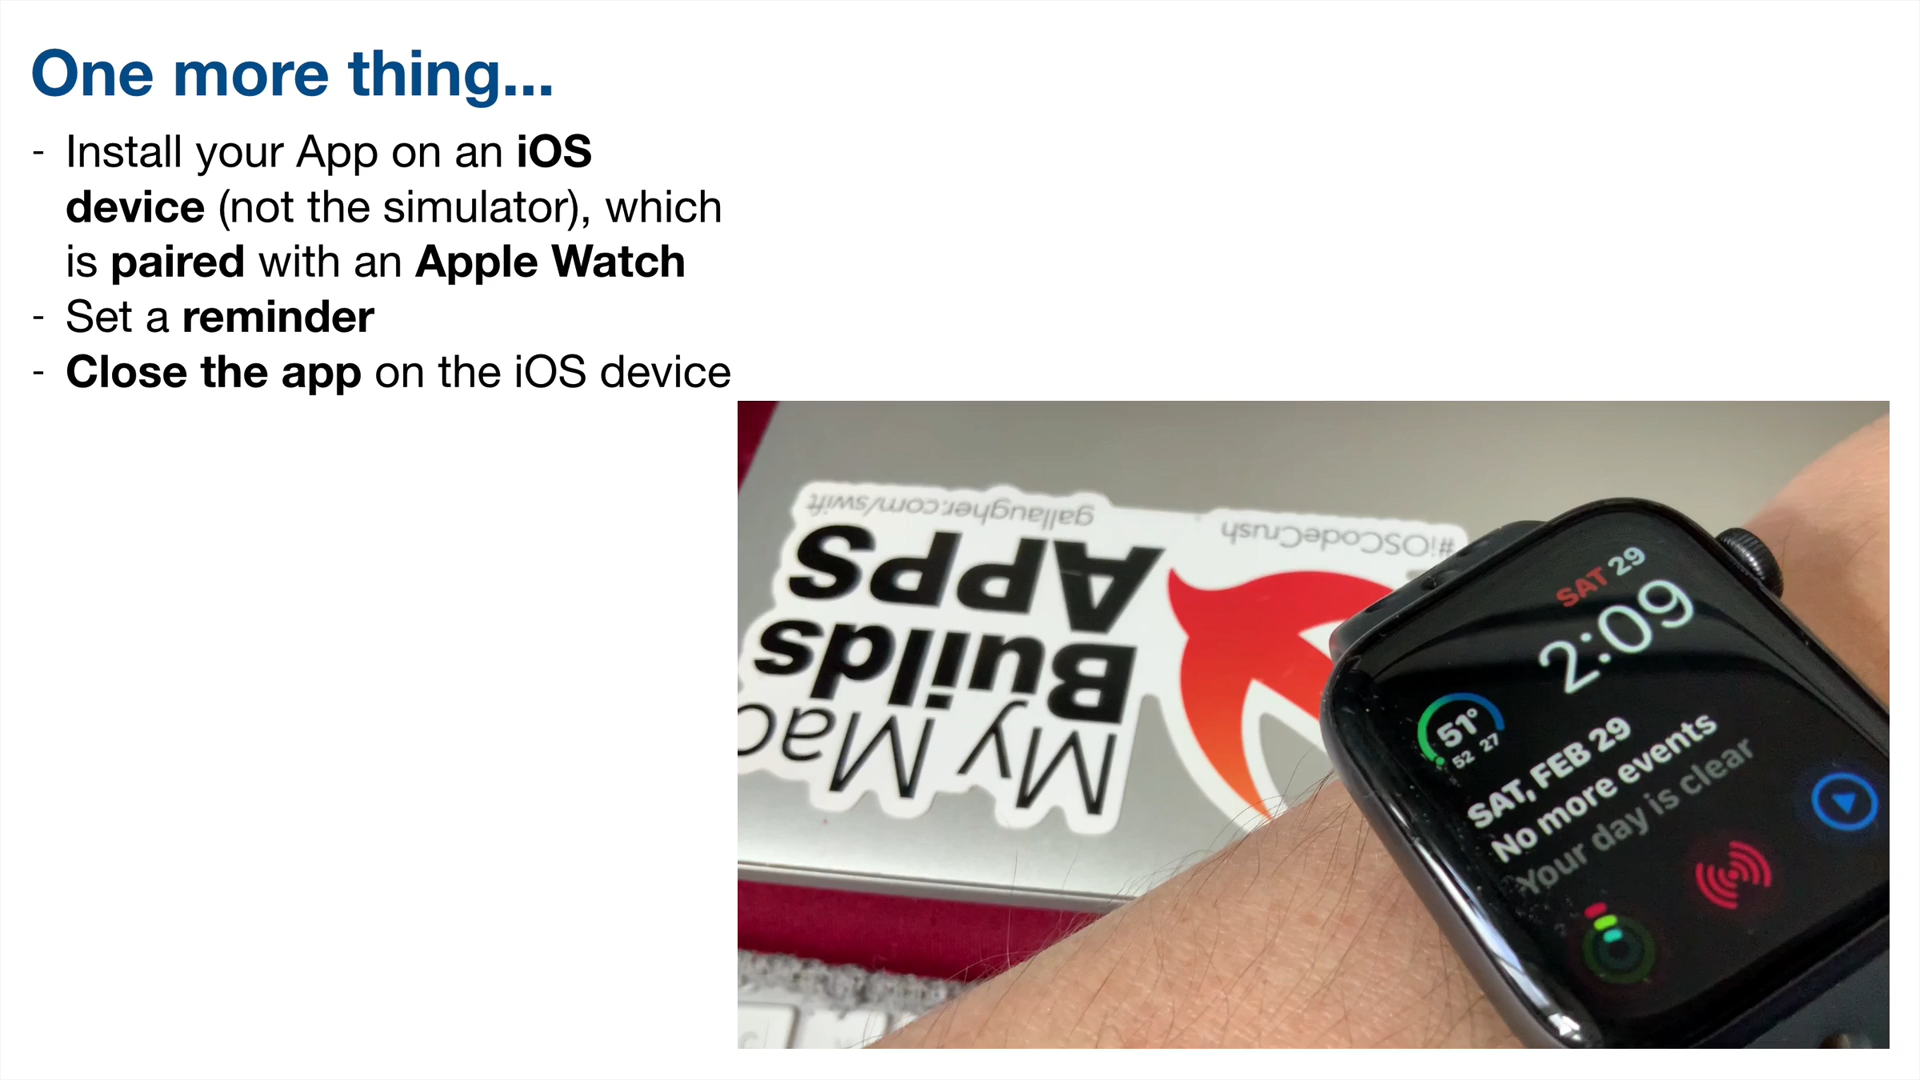 One more thing...
- Install your App on an iOS
device (not the simulator), which
is paired with an Apple Watch
- Set a reminder
- Close the app on the iOS device
gallaugher.com/swift
#iOSCodeCrush
My Mac
Builds
APPS
SAT 29
2:09
51°
52 27
SAT, FEB 29
No more events
Your day is clear